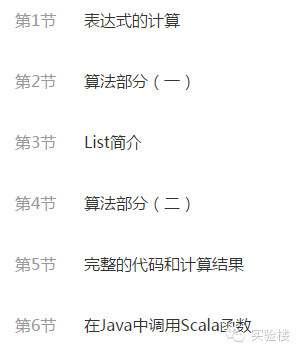 第1节 表达式的计算
第2节 算法部分（一）
第3节 List简介
第4节 算法部分（二）
第5节 完整的代码和计算结果
第6节 在Java中调用Scala函数
实验楼